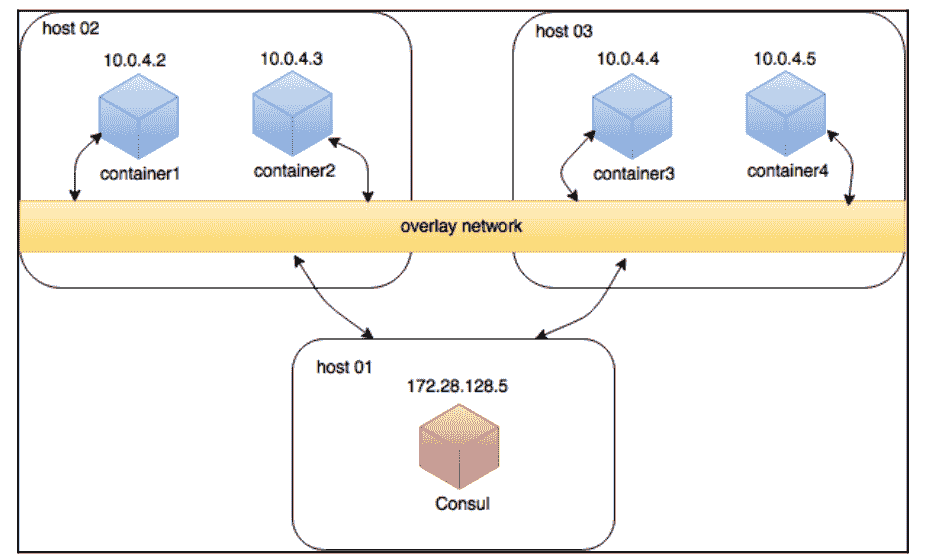 host 02
10.0.4.2
10.0.4.3
container1
container2
host 03
10.0.4.4
10.0.4.5
container3
container4
overlay network
host 01
172.28.128.5
Consul